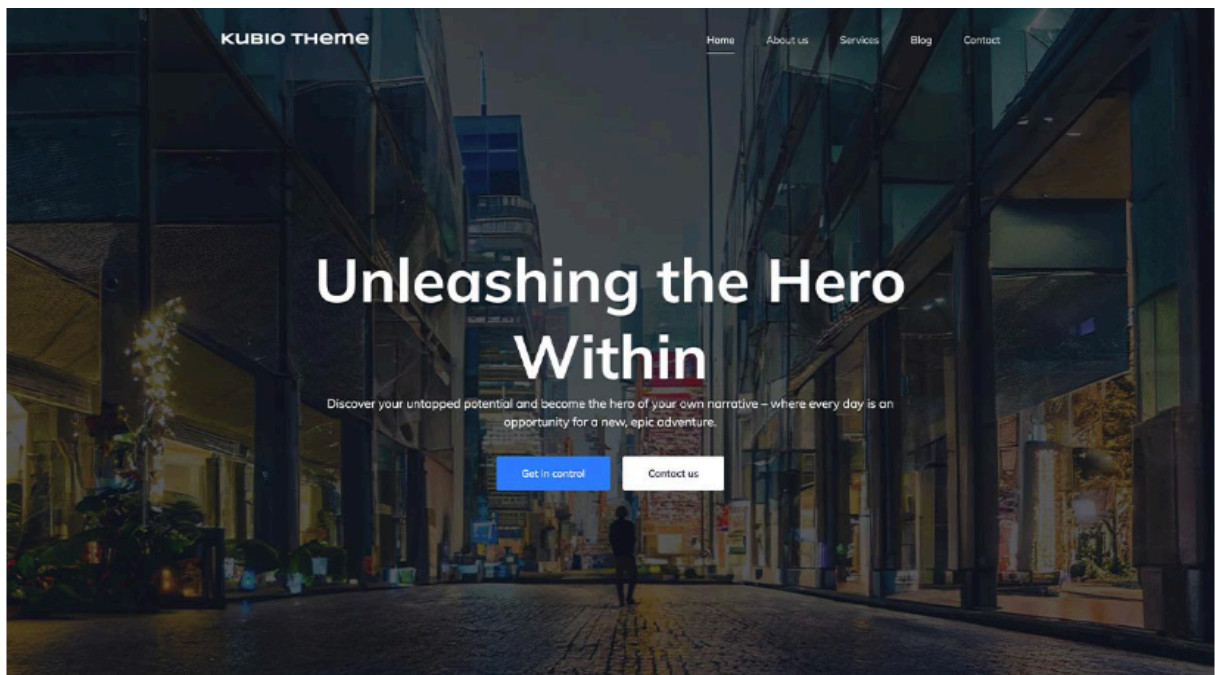 KUBIO THEME
Home About us Services Blog Contact
Unleashing the Hero
Within
Discover your untapped potential and become the hero of your own narrative – where every day is an
opportunity for a new, epic adventure.
Get in control Contact us